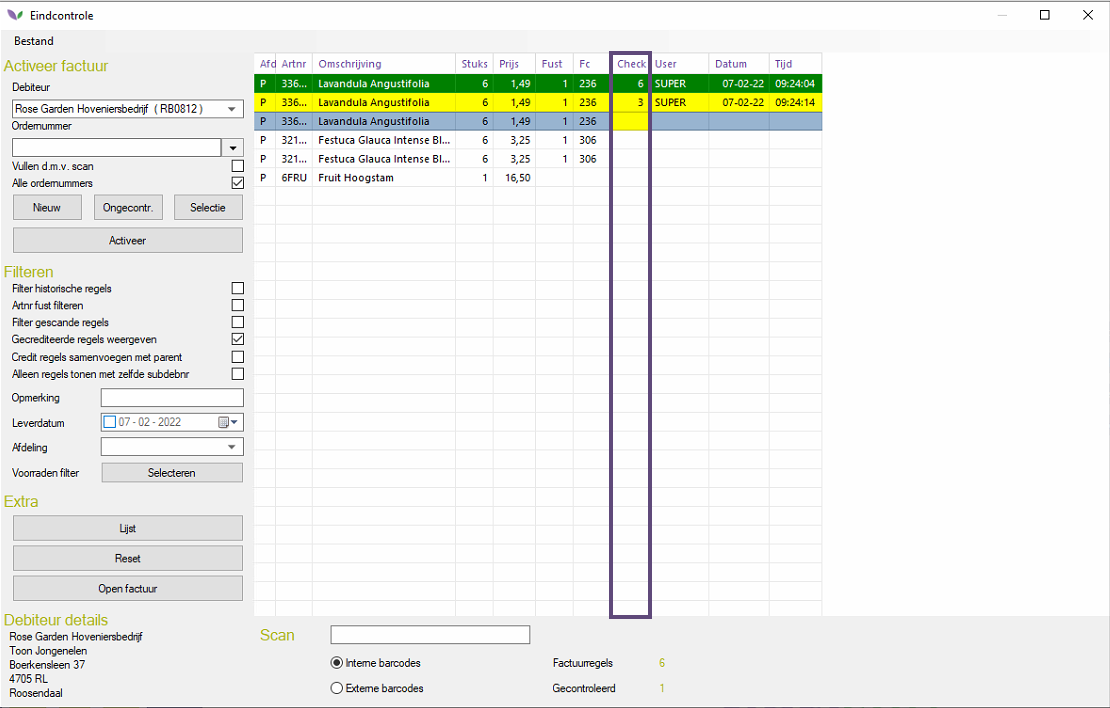 Eindcontrole
Bestand
Activeer factuur
Debiteur
Rose Garden Hoveniersbedrijf ( RB0812 )
Ordernummer
Vullen d.m.v. scan
Alle ordernummers
Nieuw Ongecontr. Selectie
Activeer
Filteren
Filter historische regels
Artnr fust filteren
Filter gescande regels
Gecrediteerde regels weergeven
Credit regels samenvoegen met parent
Alleen regels tonen met zelfde subdebnr
Opmerking
Leverdatum 07 - 02 - 2022
Afdeling
Voorraden filter Selecteren
Extra
Lijst
Reset
Open factuur
Debiteur details
Rose Garden Hoveniersbedrijf
Toon Jongenelen
Boerkensleen 37
4705 RL
Roosendaal
Afd Artnr Omschrijving Stuks Prijs Fust Fc Check User Datum Tijd
P 336... Lavandula Angustifolia 6 1,49 1 236 6 SUPER 07-02-22 09:24:04
P 336... Lavandula Angustifolia 6 1,49 1 236 3 SUPER 07-02-22 09:24:14
P 336... Lavandula Angustifolia 6 1,49 1 236
P 321... Festuca Glauca Intense Bl... 6 3,25 1 306
P 321... Festuca Glauca Intense Bl... 6 3,25 1 306
P 6FRU Fruit Hoogstam 1 16,50
Scan
Interne barcodes Factuurregels 6
Externe barcodes Gecontroleerd 1